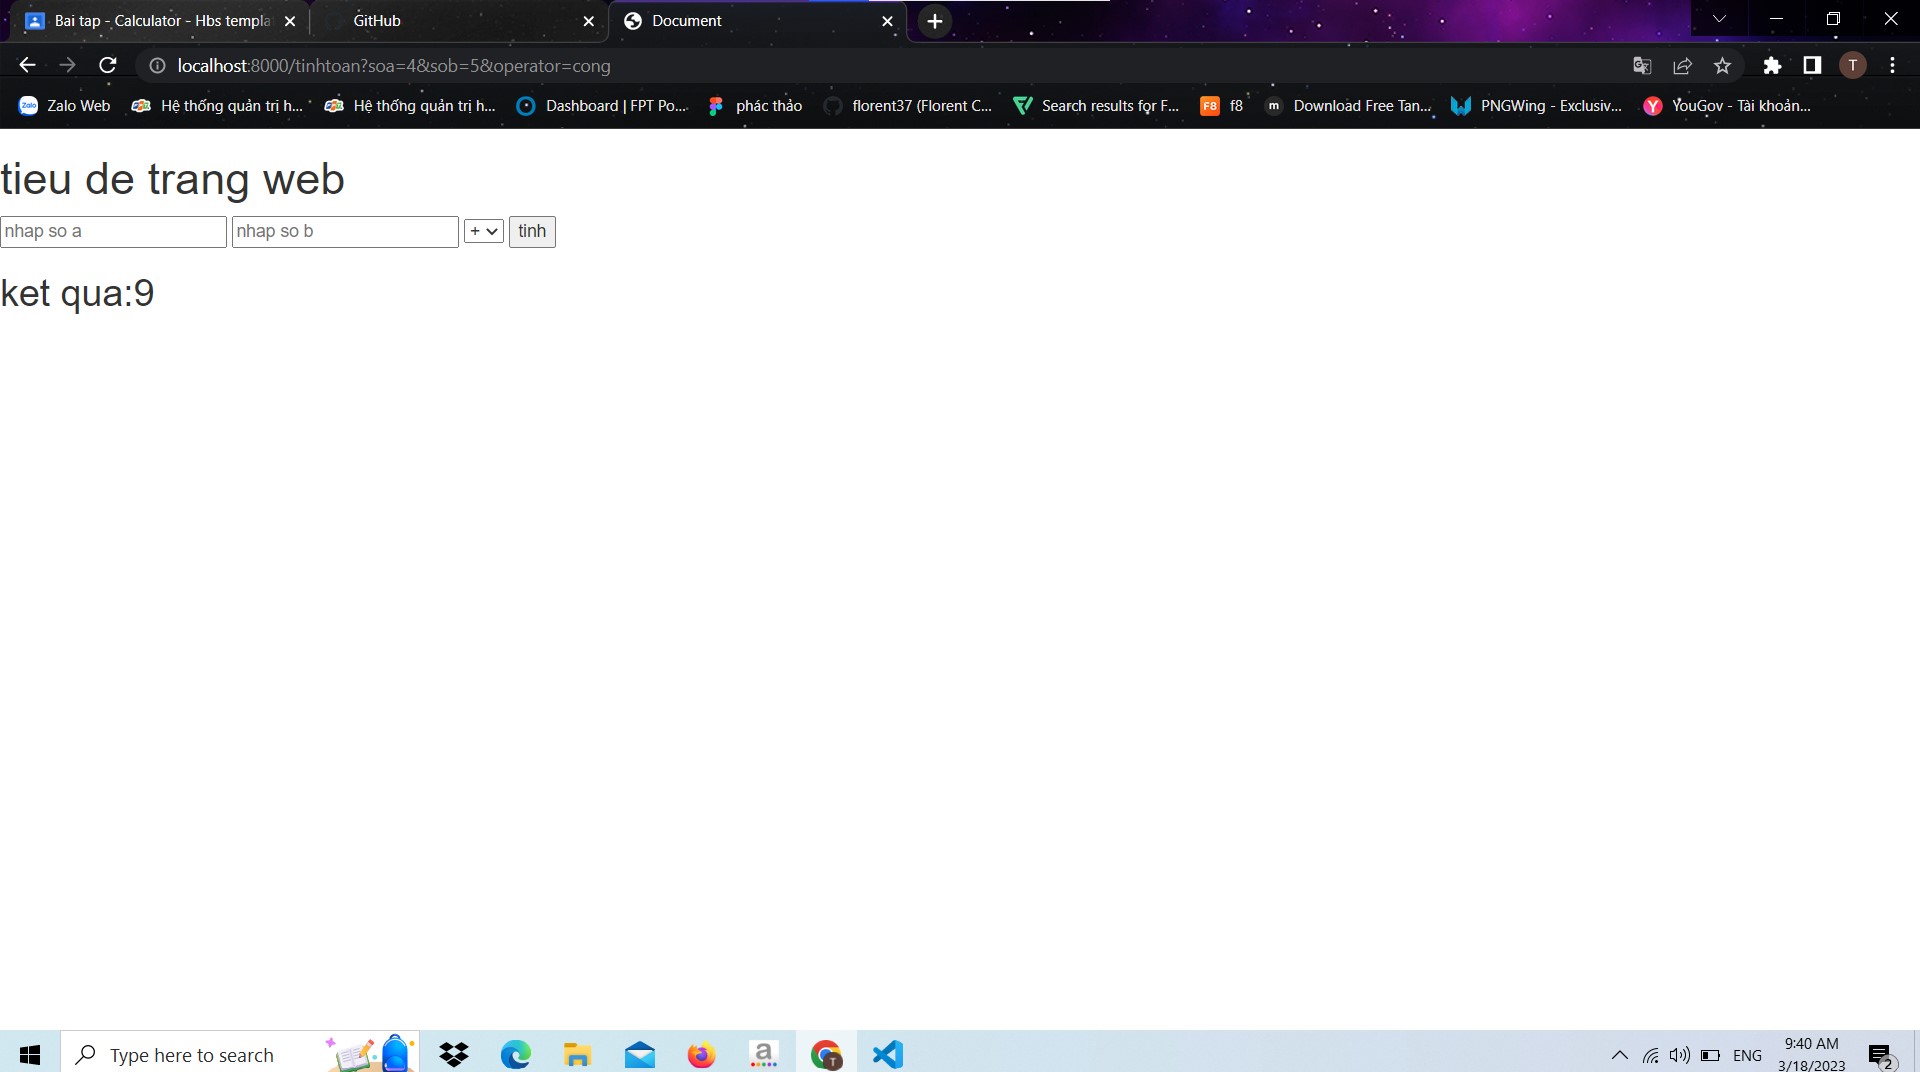 Bai tap - Calculator - Hbs templa
GitHub
Document
localhost:8000/tinhtoan?soa=4&sob=5&operator=cong
T
Zalo Web
Hệ thống quản trị h...
Hệ thống quản trị h...
Dashboard | FPT Po...
phác thảo
florent37 (Florent C...
Search results for F...
F8
f8
m
Download Free Tan...
PNGWing - Exclusiv...
Y
YouGov - Tài khoản...
tieu de trang web
nhap so a
nhap so b
+
tinh
ket qua:9
Type here to search
a
T
ENG
9:40 AM
3/18/2023
2